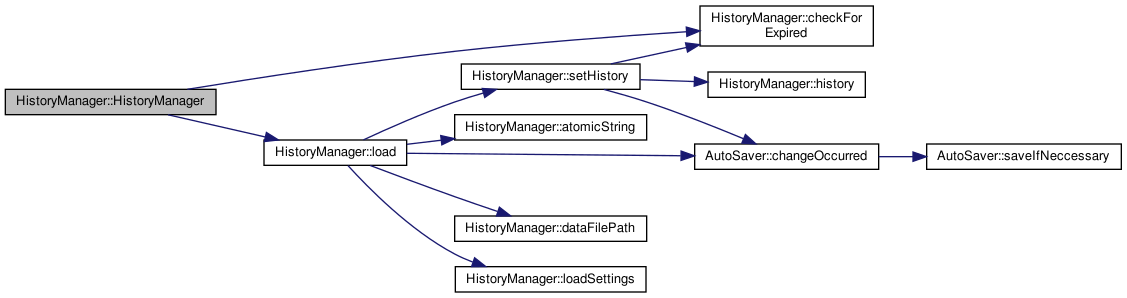 HistoryManager::HistoryManager
HistoryManager::checkFor
Expired
HistoryManager::load
HistoryManager::setHistory
HistoryManager::history
HistoryManager::atomicString
AutoSaver::changeOccurred
AutoSaver::saveIfNeccessary
HistoryManager::dataFilePath
HistoryManager::loadSettings